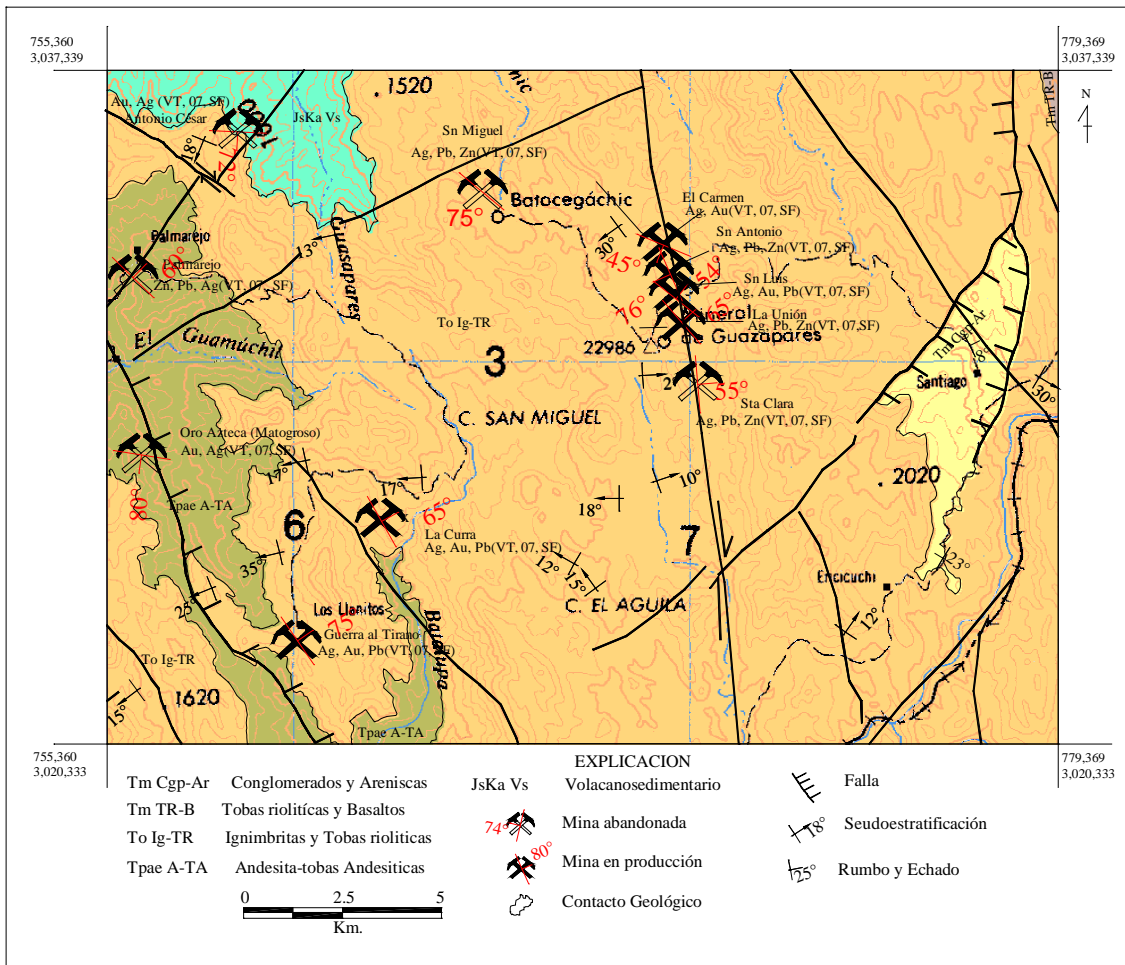 755,360
3,037,339
779,369
3,037,339
N
1520
Au, Ag (VT, 07, SF)
Antonio César
JsKa Vs
72°
18°
Sn Miguel
Ag, Pb, Zn(VT, 07, SF)
75°
Batocegáchic
Tm TR-B
El Carmen
Ag, Au(VT, 07, SF)
Sn Antonio
Ag, Pb, Zn(VT, 07, SF)
Sn Luis
Ag, Au, Pb(VT, 07, SF)
La Unión
Ag, Pb, Zn(VT, 07, SF)
30°
45°
54°
76°
65°
Mineral
de Guazapares
22986
Palmarejo
Palmarejo
Zn, Pb, Ag(VT, 07, SF)
60°
13°
Guasapares
El Guamúchil
To Ig-TR
3
Tm Cgp-Ar
8°
Santiago
30°
2
55°
Sta Clara
Ag, Pb, Zn(VT, 07, SF)
C. SAN MIGUEL
Oro Azteca (Matogroso)
Au, Ag(VT, 07, SF)
80°
Tpae A-TA
17°
17°
65°
La Curra
Ag, Au, Pb(VT, 07, SF)
6
10°
18°
7
2020
35°
12°
15°
23°
25°
C. EL AGUILA
Encicuchi
12°
Los Llanitos
75°
Guerra al Tirano
Ag, Au, Pb(VT, 07, SF)
To Ig-TR
1620
15°
Tpae A-TA
755,360
3,020,333
779,369
3,020,333
EXPLICACION
Tm Cgp-Ar Conglomerados y Areniscas
Tm TR-B Tobas riolitícas y Basaltos
To Ig-TR Ignimbritas y Tobas rioliticas
Tpae A-TA Andesita-tobas Andesiticas
0 2.5 5
Km.
JsKa Vs Volacanosedimentario
74° Mina abandonada
80° Mina en producción
Contacto Geológico
Falla
18° Seudoestratificación
25° Rumbo y Echado